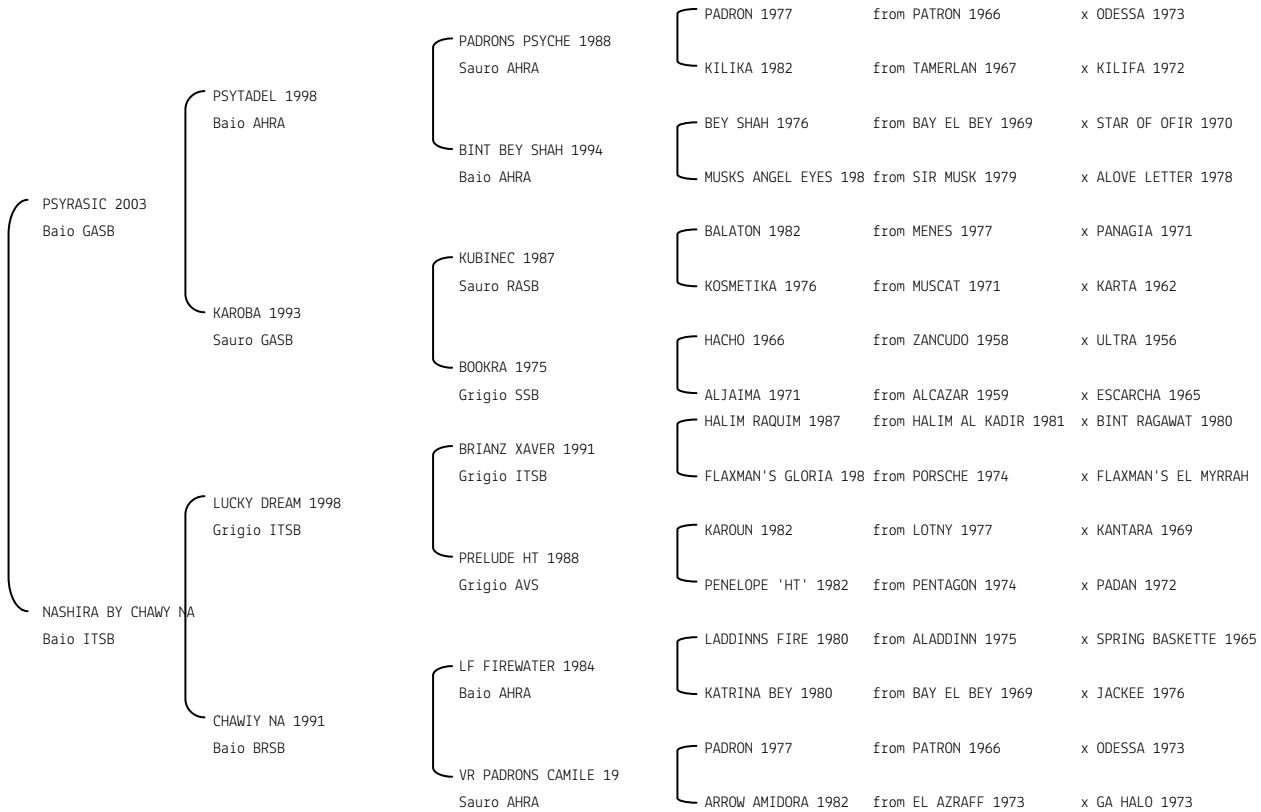 PADRON 1977 from PATRON 1966 x ODESSA 1973
PADRONS PSYCHE 1988
Sauro AHRA
KILIKA 1982 from TAMERLAN 1967 x KILIFA 1972
PSYTADEL 1998
Baio AHRA
BEY SHAH 1976 from BAY EL BEY 1969 x STAR OF OFIR 1970
BINT BEY SHAH 1994
Baio AHRA
MUSKS ANGEL EYES 198 from SIR MUSK 1979 x ALOVE LETTER 1978
PSYRASIC 2003
Baio GASB
BALATON 1982 from MENES 1977 x PANAGIA 1971
KUBINEC 1987
Sauro RASB
KOSMETIKA 1976 from MUSCAT 1971 x KARTA 1962
KAROBA 1993
Sauro GASB
HACHO 1966 from ZANCUDO 1958 x ULTRA 1956
BOOKRA 1975
Grigio SSB
ALJAIMA 1971 from ALCAZAR 1959 x ESCARCHA 1965
HALIM RAQUIM 1987 from HALIM AL KADIR 1981 x BINT RAGAWAT 1980
BRIANZ XAVER 1991
Grigio ITSB
FLAXMAN'S GLORIA 198 from PORSCHE 1974 x FLAXMAN'S EL MYRRAH
LUCKY DREAM 1998
Grigio ITSB
KAROUN 1982 from LOTNY 1977 x KANTARA 1969
PRELUDE HT 1988
Grigio AVS
PENELOPE 'HT' 1982 from PENTAGON 1974 x PADAN 1972
NASHIRA BY CHAWY NA
Baio ITSB
LADDINNS FIRE 1980 from ALADDINN 1975 x SPRING BASKETTE 1965
LF FIREWATER 1984
Baio AHRA
KATRINA BEY 1980 from BAY EL BEY 1969 x JACKEE 1976
CHAWIY NA 1991
Baio BRSB
PADRON 1977 from PATRON 1966 x ODESSA 1973
VR PADRONS CAMILE 19
Sauro AHRA
ARROW AMIDORA 1982 from EL AZRAFF 1973 x GA HALO 1973